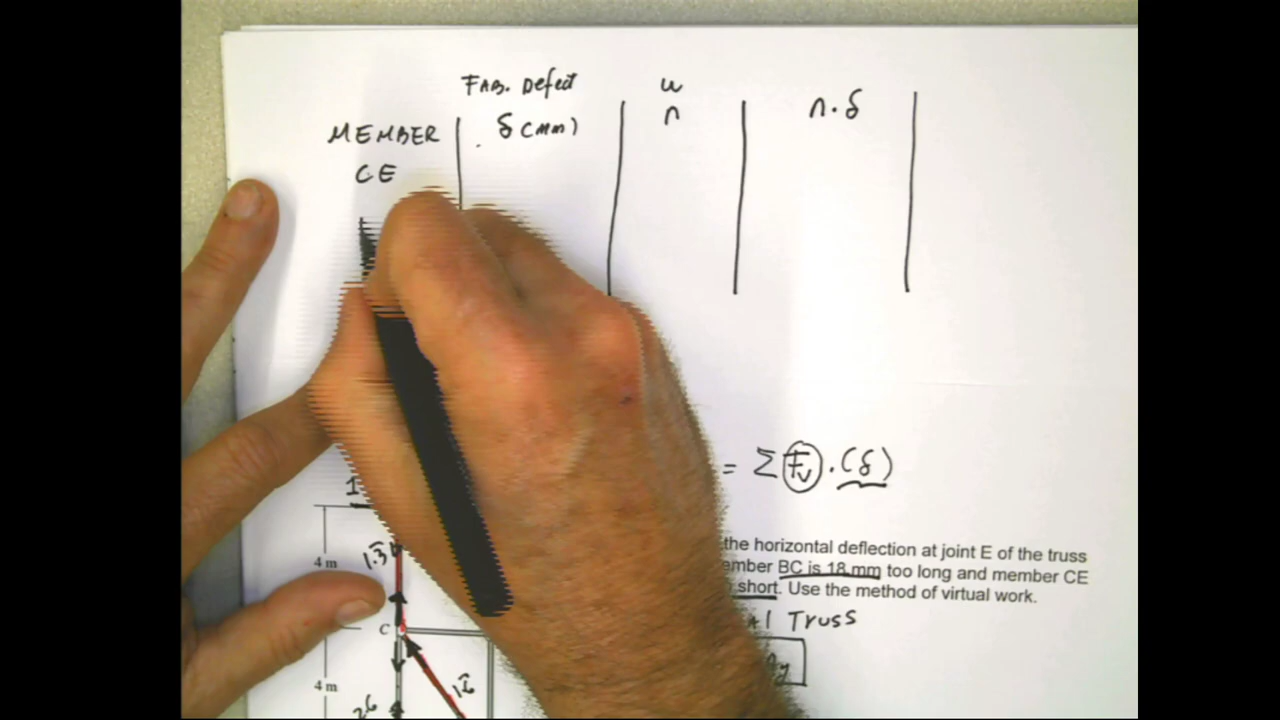 FAB. Defect
u
MEMBER
δ (mm)
n
n.δ
CE
= Σ Fv . (δ)
4 m
1.3̅
the horizontal deflection at joint E of the truss
ember BC is 18 mm too long and member CE
short. Use the method of virtual work.
Truss
C
1.6̅
4 m